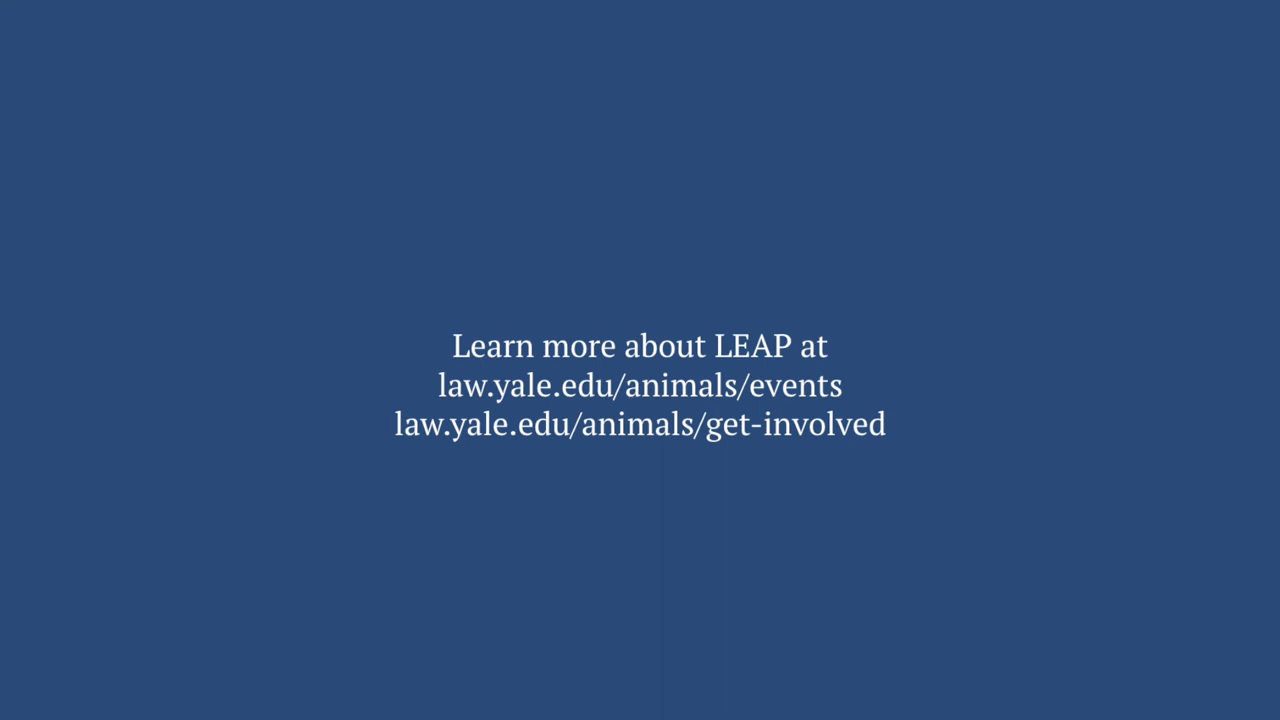 Learn more about LEAP at
law.yale.edu/animals/events
law.yale.edu/animals/get-involved